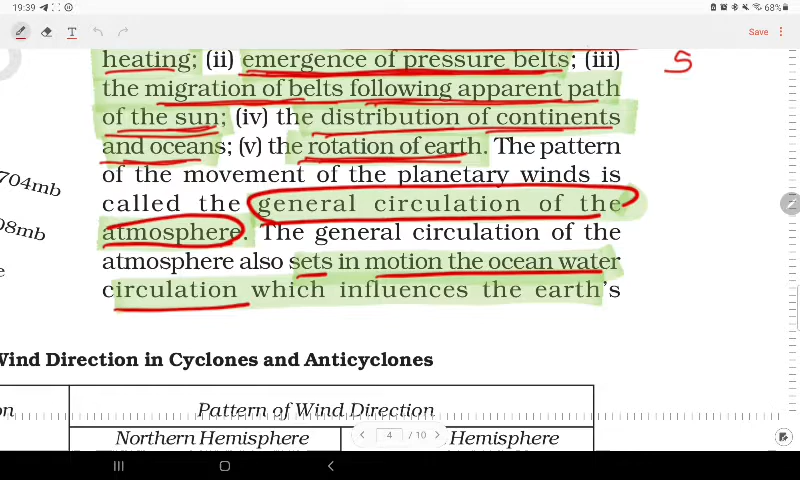 19:39
68%
T
Save
heating; (ii) emergence of pressure belts; (iii)
5
the migration of belts following apparent path
of the sun; (iv) the distribution of continents
and oceans; (v) the rotation of earth. The pattern
704mb
of the movement of the planetary winds is
called the general circulation of the
08mb
atmosphere. The general circulation of the
atmosphere also sets in motion the ocean water
e
circulation which influences the earth's
Wind Direction in Cyclones and Anticyclones
on
Pattern of Wind Direction
Northern Hemisphere
Hemisphere
4 / 10